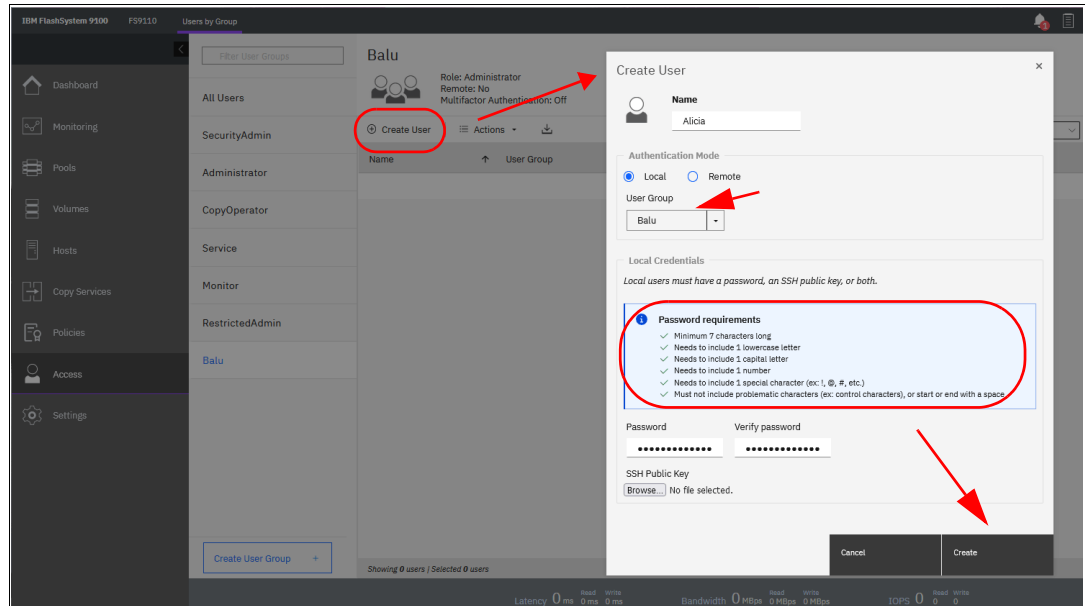 IBM FlashSystem 9100 FS9110 Users by Group
1
Filter User Groups
Dashboard
Monitoring
Pools
Volumes
Hosts
Copy Services
Policies
Access
Settings
All Users
SecurityAdmin
Administrator
CopyOperator
Service
Monitor
RestrictedAdmin
Balu
Create User Group +
Balu
Role: Administrator
Remote: No
Multifactor Authentication: Off
Create User Actions
Name User Group
Showing 0 users | Selected 0 users
Create User
Name
Alicia
Authentication Mode
Local Remote
User Group
Balu
Local Credentials
Local users must have a password, an SSH public key, or both.
Password requirements
Minimum 7 characters long
Needs to include 1 lowercase letter
Needs to include 1 capital letter
Needs to include 1 number
Needs to include 1 special character (ex: !, @, #, etc.)
Must not include problematic characters (ex: control characters), or start or end with a space.
Password Verify password
••••••••••••• •••••••••••••
SSH Public Key
Browse... No file selected.
Cancel Create
Latency 0 ms Read 0 ms Write 0 ms Bandwidth 0 MBps Read 0 MBps Write 0 MBps IOPS 0 Read 0 Write 0